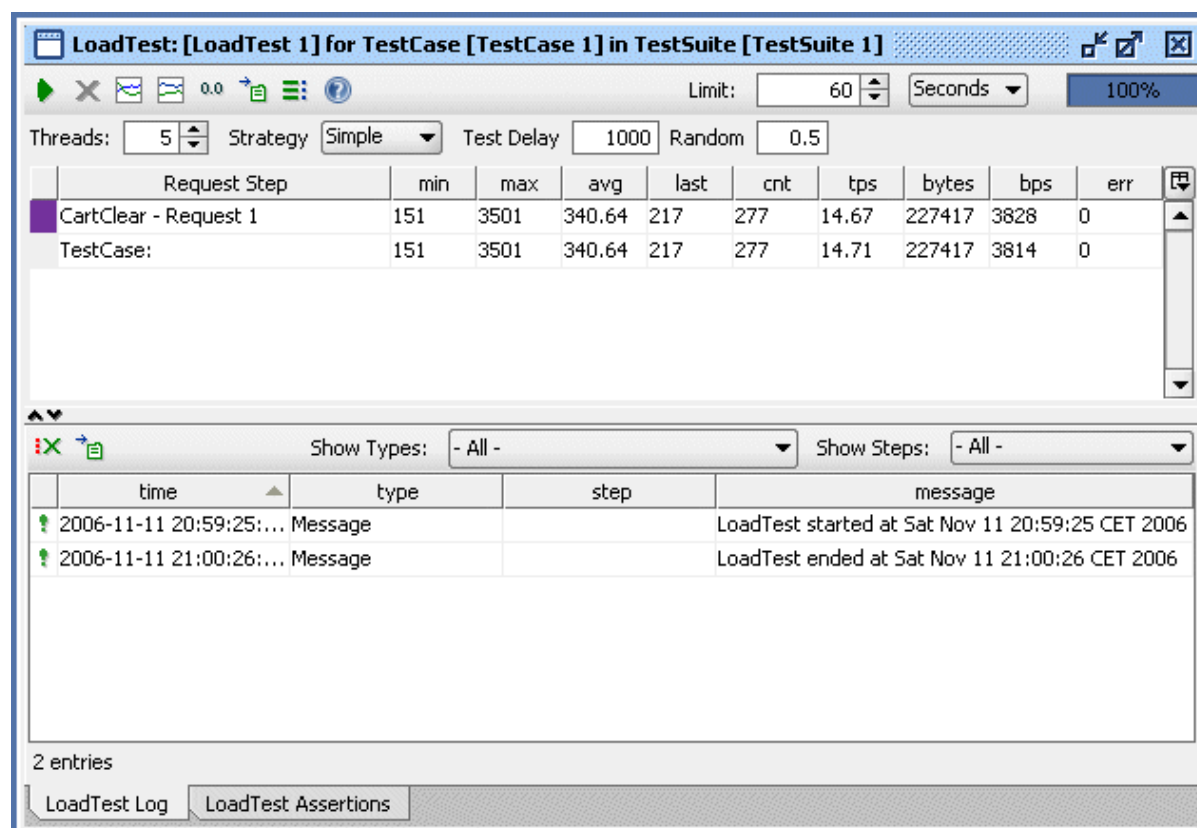 LoadTest: [LoadTest 1] for TestCase [TestCase 1] in TestSuite [TestSuite 1]
0.0 Limit: 60 Seconds 100%
Threads: 5 Strategy Simple Test Delay 1000 Random 0.5
Request Step min max avg last cnt tps bytes bps err
CartClear - Request 1 151 3501 340.64 217 277 14.67 227417 3828 0
TestCase: 151 3501 340.64 217 277 14.71 227417 3814 0
Show Types: - All - Show Steps: - All -
time type step message
2006-11-11 20:59:25:... Message LoadTest started at Sat Nov 11 20:59:25 CET 2006
2006-11-11 21:00:26:... Message LoadTest ended at Sat Nov 11 21:00:26 CET 2006
2 entries
LoadTest Log LoadTest Assertions